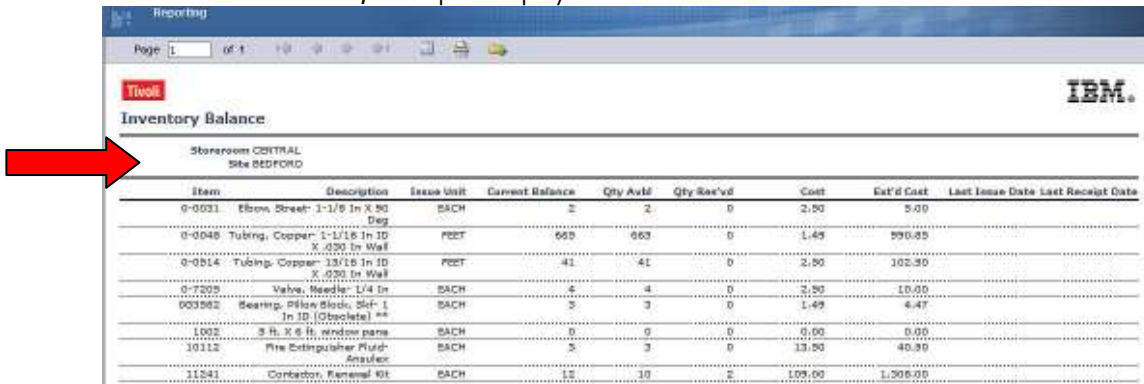 Reporting
Page 1 of 1
Tivoli
IBM.
Inventory Balance
Storeroom CENTRAL
Site BEDFORD
Item Description Issue Unit Current Balance Qty Avbl Qty Res'vd Cost Ext'd Cost Last Issue Date Last Receipt Date
0-0031 Elbow, Street- 1-1/8 In X 90 EACH 2 2 0 2.50 5.00
Deg
0-0048 Tubing, Copper- 1-1/16 In ID FEET 665 665 0 1.49 990.85
X .030 In Wall
0-0514 Tubing, Copper- 13/16 In ID FEET 41 41 0 2.50 102.50
X .030 In Wall
0-7205 Valve, Needle- 1/4 In EACH 4 4 0 2.50 10.00
Bearing, Pillow Block, Skf- 1 EACH 3 3 0 1.49 4.47
In ID (Obsolete) **
1002 3 ft. X 6 ft. window pane EACH 0 0 0 0.00 0.00
10112 Fire Extinguisher Fluid- EACH 3 3 0 13.50 40.50
Ansulex
11241 Contactor, Renewal Kit EACH 12 10 2 109.00 1,308.00